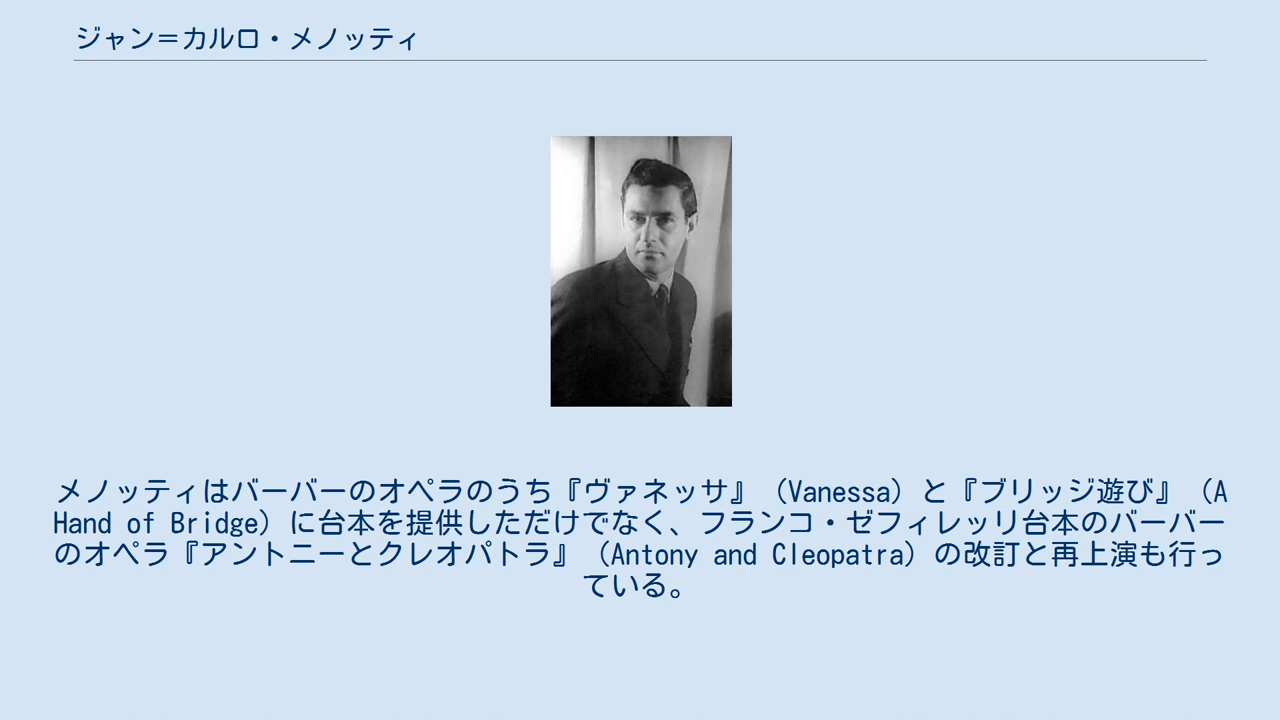 ジャン＝カルロ・メノッティ
メノッティはバーバーのオペラのうち『ヴァネッサ』（Vanessa）と『ブリッジ遊び』（A
Hand of Bridge）に台本を提供しただけでなく、フランコ・ゼフィレッリ台本のバーバー
のオペラ『アントニーとクレオパトラ』（Antony and Cleopatra）の改訂と再上演も行っ
ている。